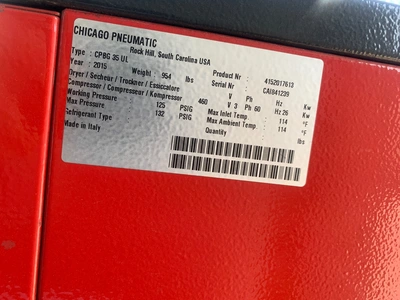 CHICAGO PNEUMATIC
Rock Hill, South Carolina USA
Type : CPBG 35 UL Product Nr : 4152017613
Year : 2015 Weight 954 lbs Serial Nr CAI841239
Dryer / Secheur / Trockner / Essiccatore V Ph Hz Kw
Compressor / Compresseur / Kompressor 460 V 3 Ph 60 Hz 26 Kw
Working Pressure 125 PSIG Max Inlet Temp : 114 °F
Max Pressure 132 PSIG Max Ambient Temp : 114 °F
Refrigerant Type Quantity : lbs
Made in Italy